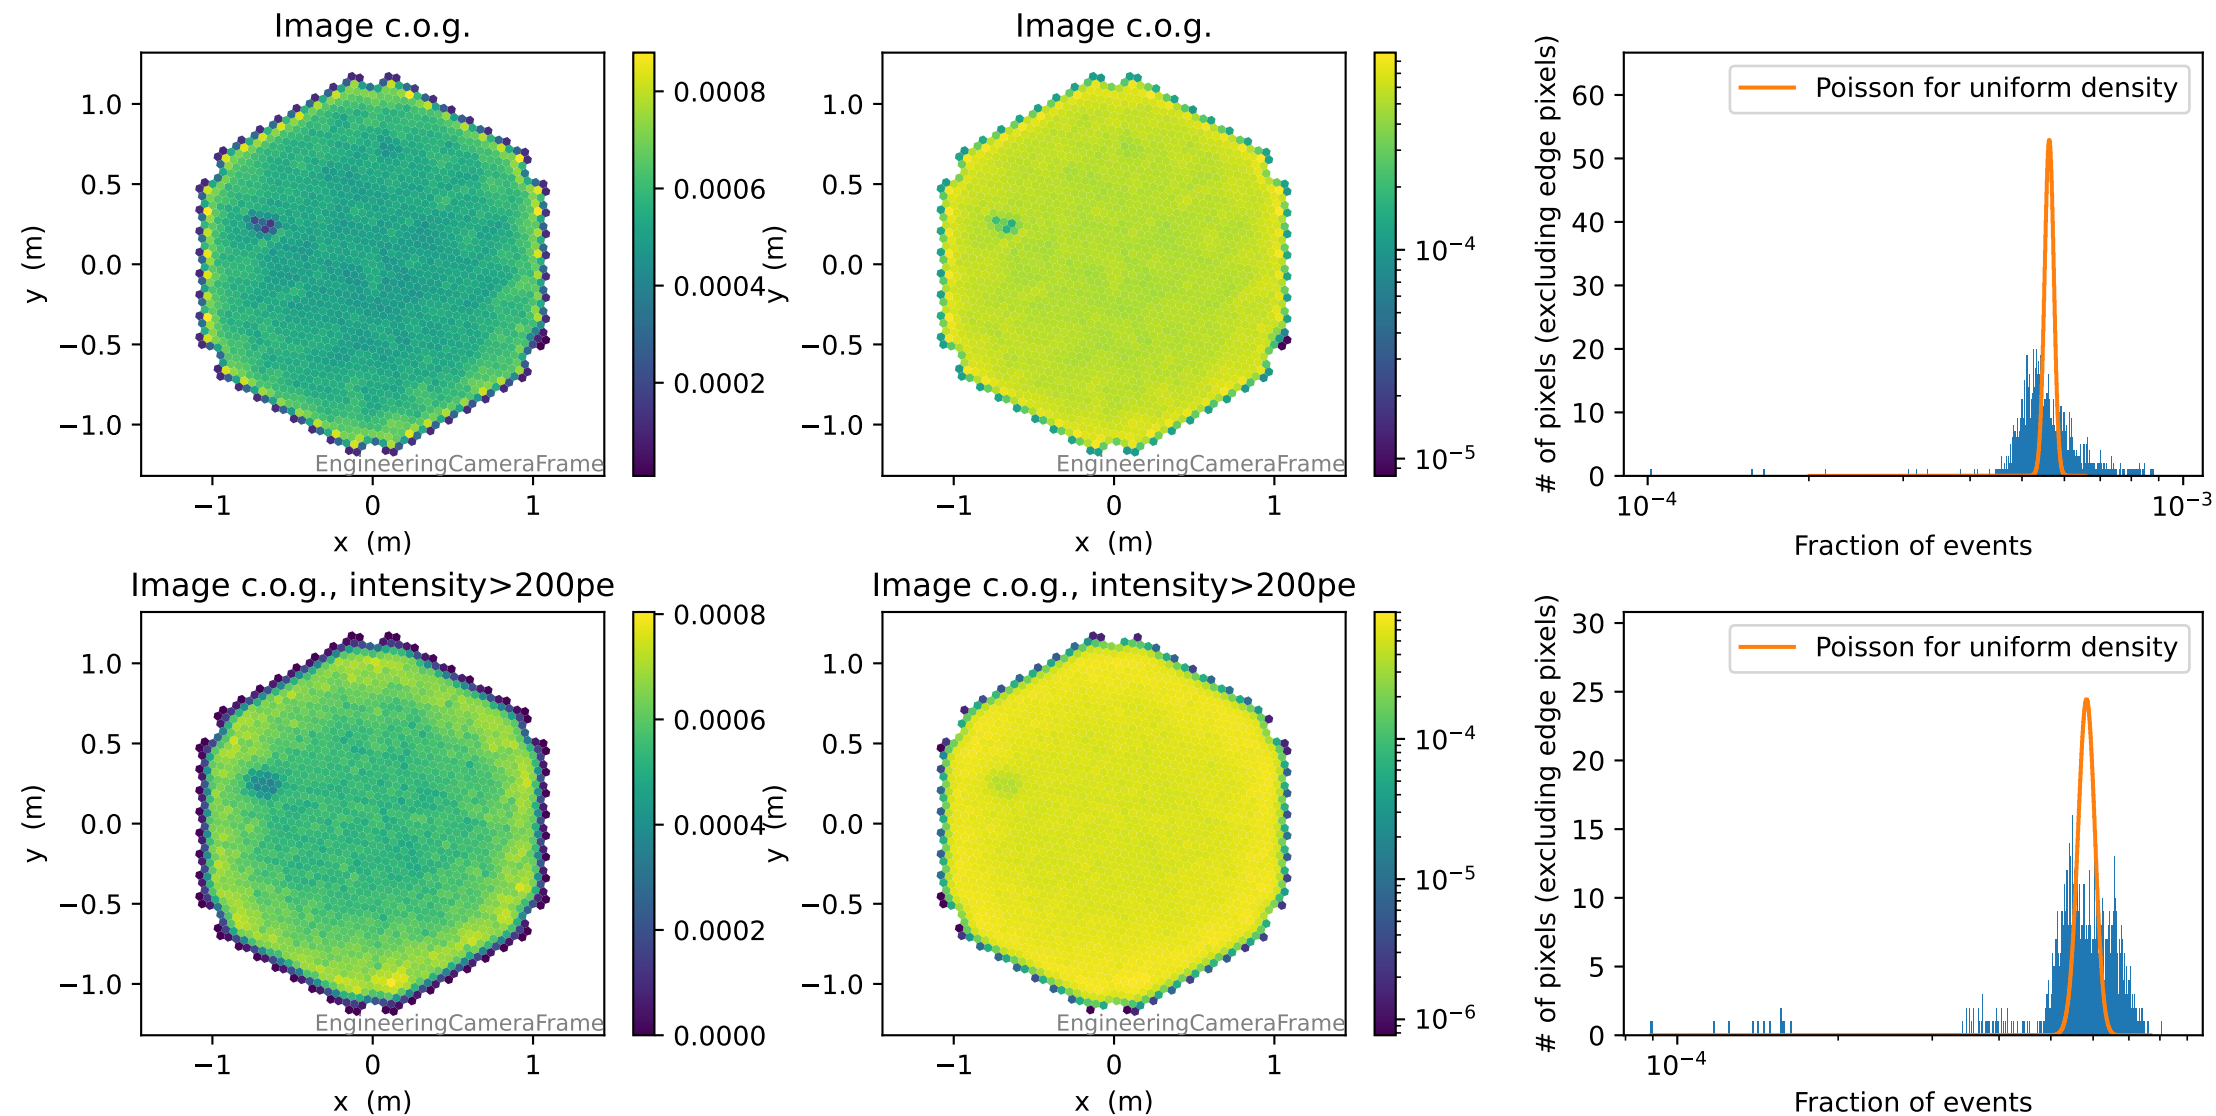 Image c.o.g.
1.0
0.5
0.0
−0.5
−1.0
y (m)
−1
0
1
x (m)
EngineeringCameraFrame
0.0008
0.0006
0.0004
0.0002
Image c.o.g.
1.0
0.5
0.0
−0.5
−1.0
y (m)
−1
0
1
x (m)
EngineeringCameraFrame
10⁻⁴
10⁻⁵
# of pixels (excluding edge pixels)
60
50
40
30
20
10
0
Poisson for uniform density
10⁻⁴
10⁻³
Fraction of events
Image c.o.g., intensity>200pe
1.0
0.5
0.0
−0.5
−1.0
y (m)
−1
0
1
x (m)
EngineeringCameraFrame
0.0008
0.0006
0.0004
0.0002
0.0000
Image c.o.g., intensity>200pe
1.0
0.5
0.0
−0.5
−1.0
y (m)
−1
0
1
x (m)
EngineeringCameraFrame
10⁻⁴
10⁻⁵
10⁻⁶
# of pixels (excluding edge pixels)
30
25
20
15
10
5
0
Poisson for uniform density
10⁻⁴
Fraction of events